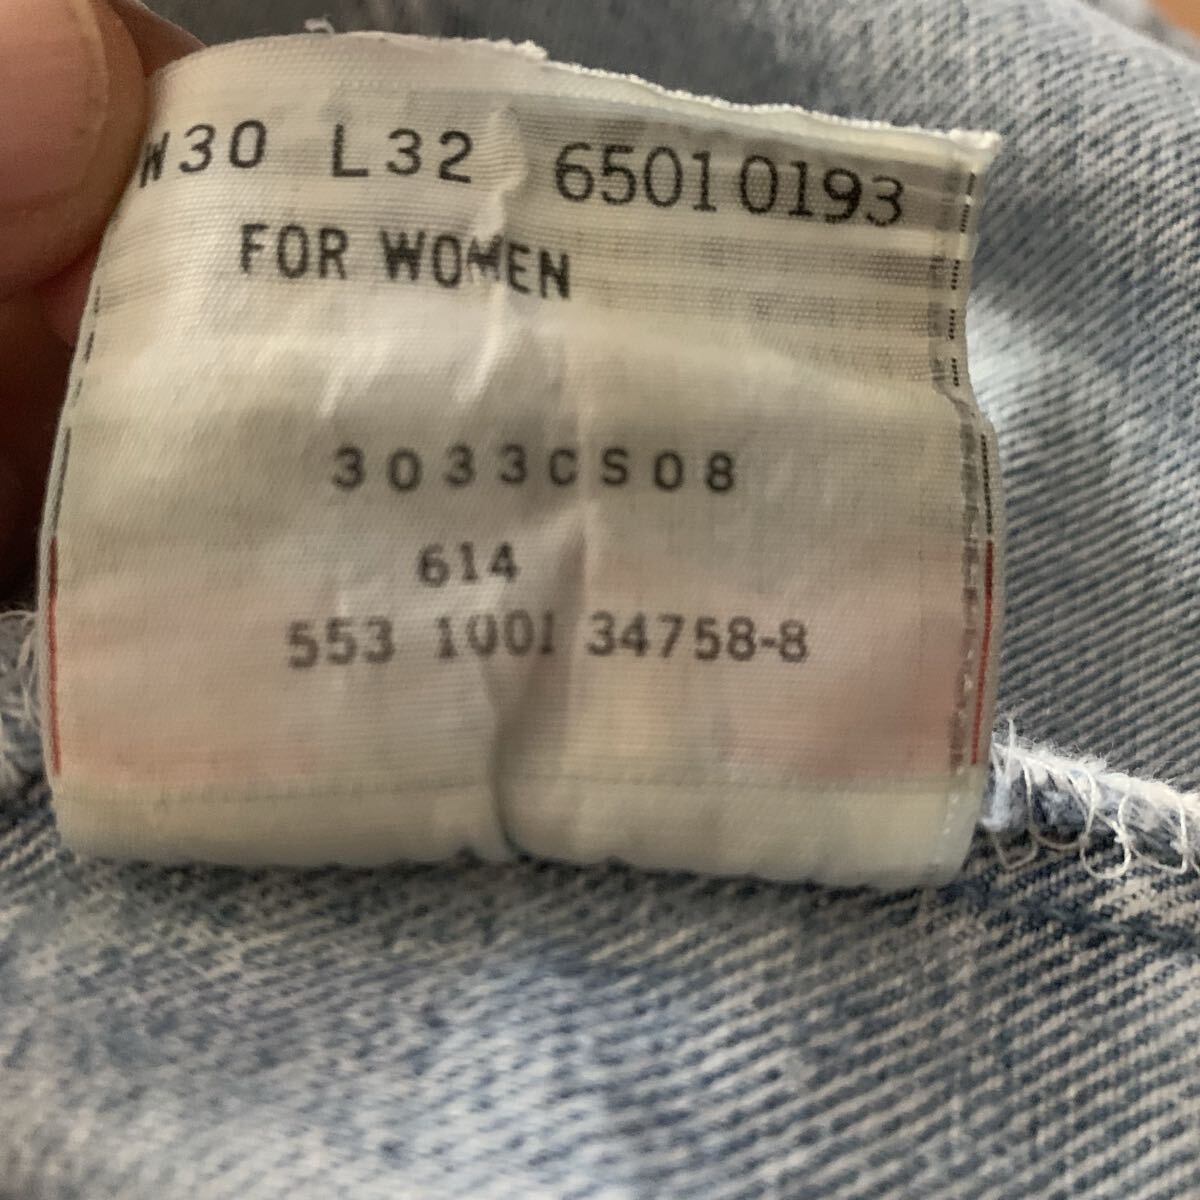 W30 L32 65010193
FOR WOMEN
3033CS08
614
553 1001 34758-8